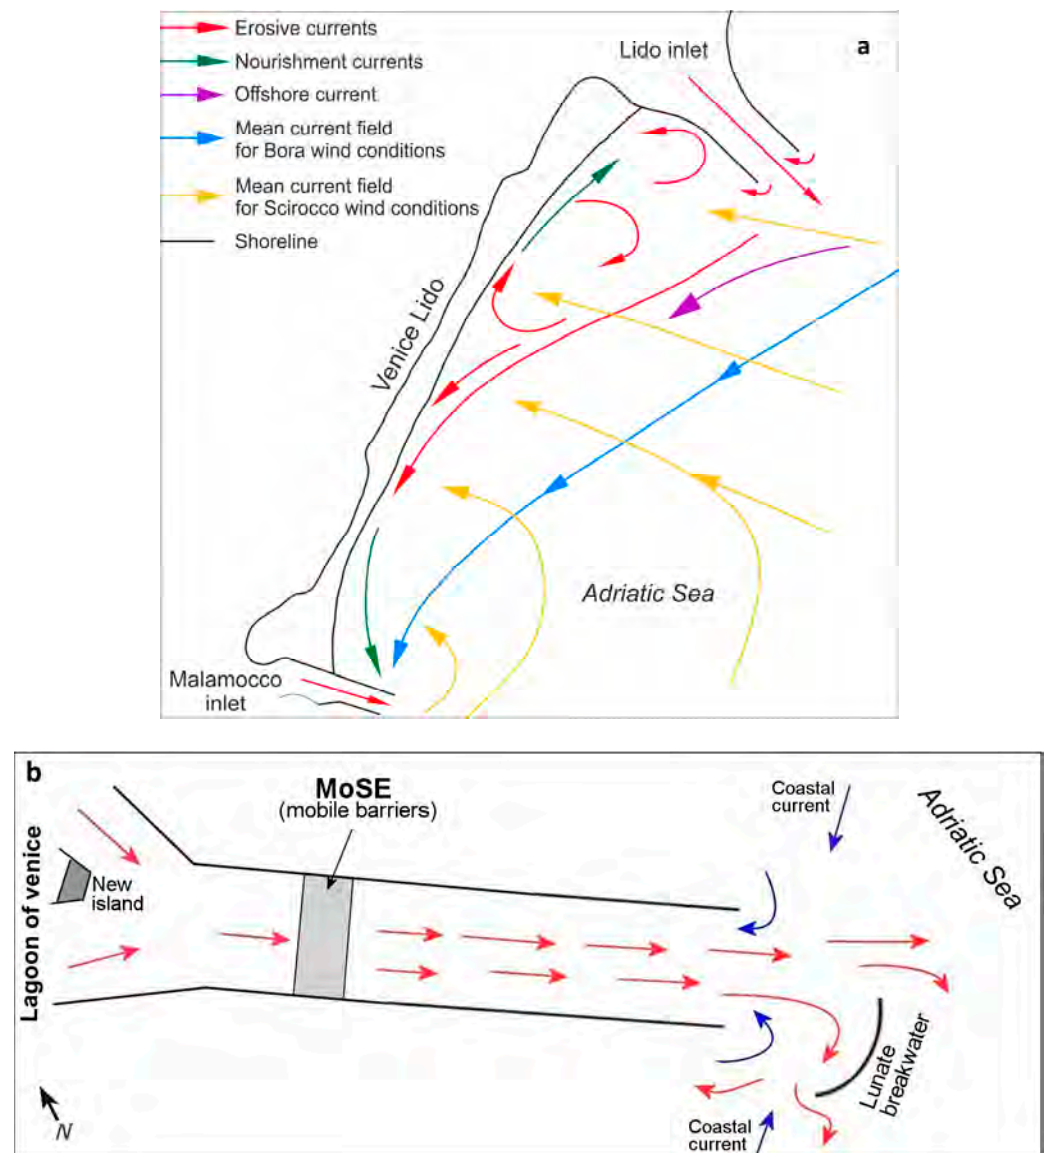 Erosive currents
Nourishment currents
Offshore current
Mean current field
for Bora wind conditions
Mean current field
for Scirocco wind conditions
Shoreline
Lido inlet
a
Venice Lido
Adriatic Sea
Malamocco
inlet
b
MoSE
(mobile barriers)
Coastal
current
Adriatic Sea
Lagoon of venice
New
island
Lunate
breakwater
N
Coastal
current